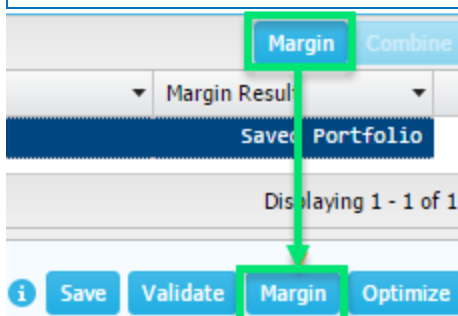 Margin Combine
Margin Result
Saved Portfolio
Displaying 1 - 1 of 1
Save Validate Margin Optimize